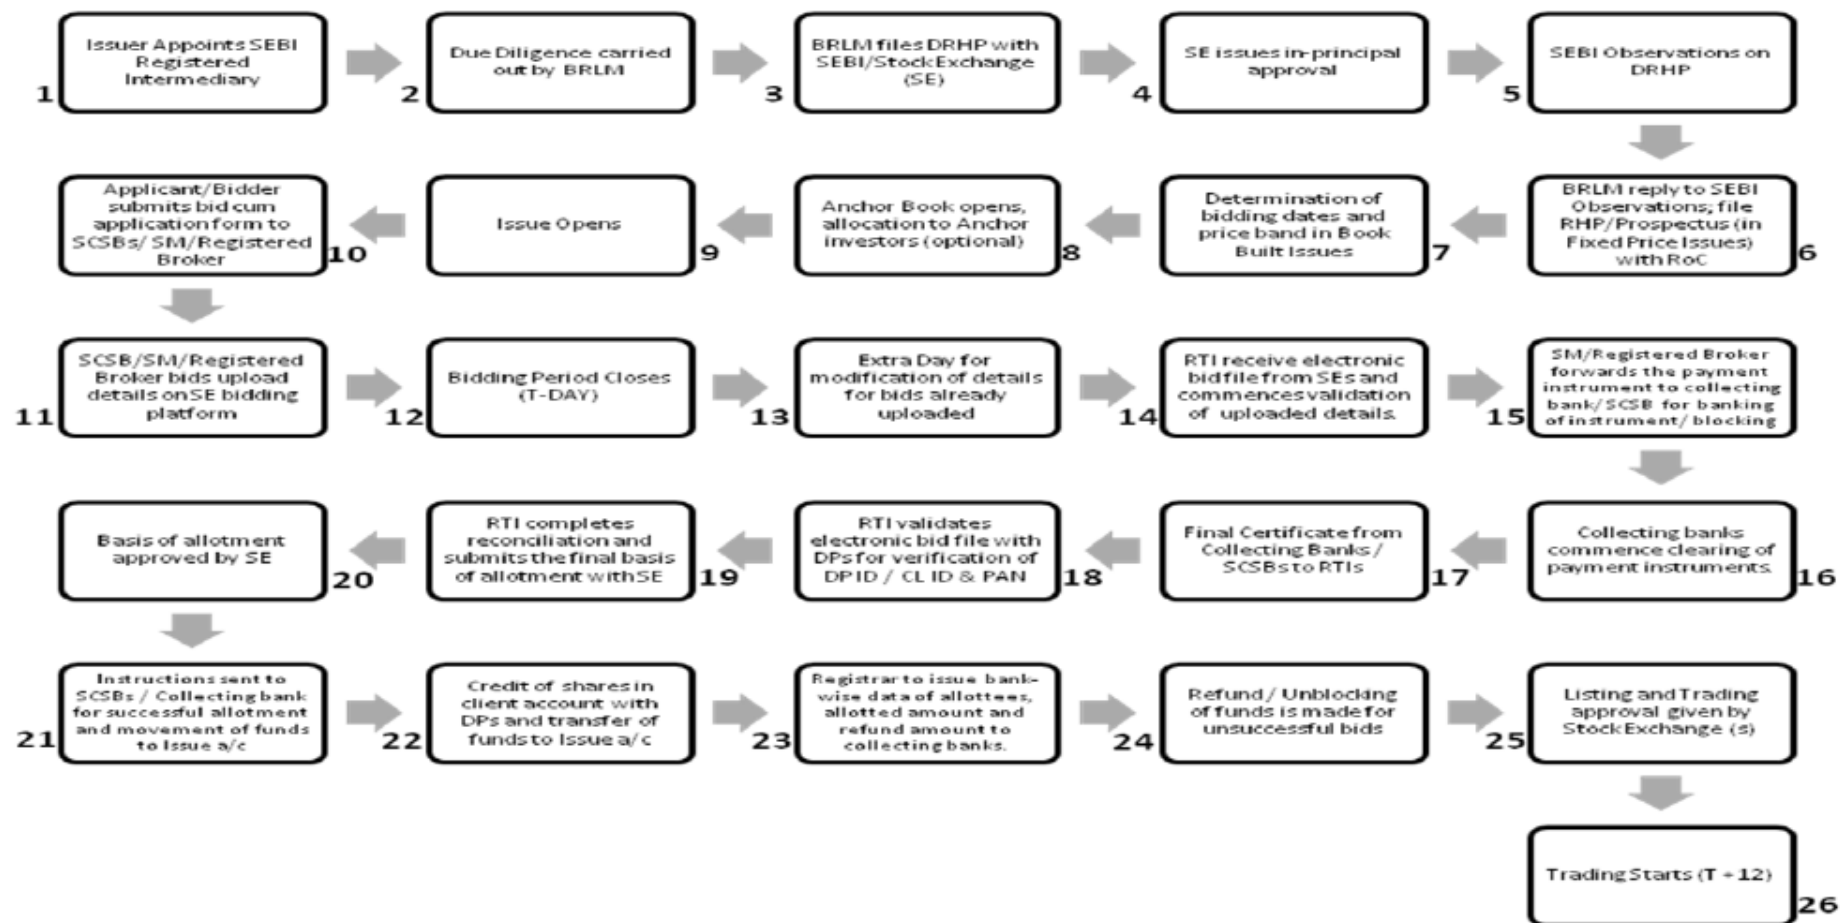 Issuer Appoints SEBI
Registered
Intermediary
1
Due Diligence carried
out by BRLM
2
BRLM files DRHP with
SEBI/Stock Exchange
(SE)
3
SE issues in-principal
approval
4
SEBI Observations on
DRHP
5
BRLM reply to SEBI
Observations; file
RHP/Prospectus (in
Fixed Price Issues)
with RoC
6
Determination of
bidding dates and
price band in Book
Built Issues
7
Anchor Book opens,
allocation to Anchor
investors (optional)
8
Issue Opens
9
Applicant/Bidder
submits bid cum
application form to
SCSBs/ SM/Registered
Broker
10
SCSB/SM/Registered
Broker bids upload
details on SE bidding
platform
11
Bidding Period Closes
(T-DAY)
12
Extra Day for
modification of details
for bids already
uploaded
13
RTI receive electronic
bid file from SEs and
commences validation
of uploaded details.
14
SM/Registered Broker
forwards the payment
instrument to collecting
bank/SCSB for banking
of instrument/ blocking
15
Collecting banks
commence clearing of
payment instruments.
16
Final Certificate from
Collecting Banks /
SCSBs to RTIs
17
RTI validates
electronic bid file with
DPs for verification of
DP ID / CL ID & PAN
18
RTI completes
reconciliation and
submits the final basis
of allotment with SE
19
Basis of allotment
approved by SE
20
Instructions sent to
SCSBs / Collecting bank
for successful allotment
and movement of funds
to Issue a/c
21
Credit of shares in
client account with
DPs and transfer of
funds to Issue a/c
22
Registrar to issue bank-
wise data of allottees,
allotted amount and
refund amount to
collecting banks.
23
Refund / Unblocking
of funds is made for
unsuccessful bids
24
Listing and Trading
approval given by
Stock Exchange (s)
25
Trading Starts (T + 12)
26